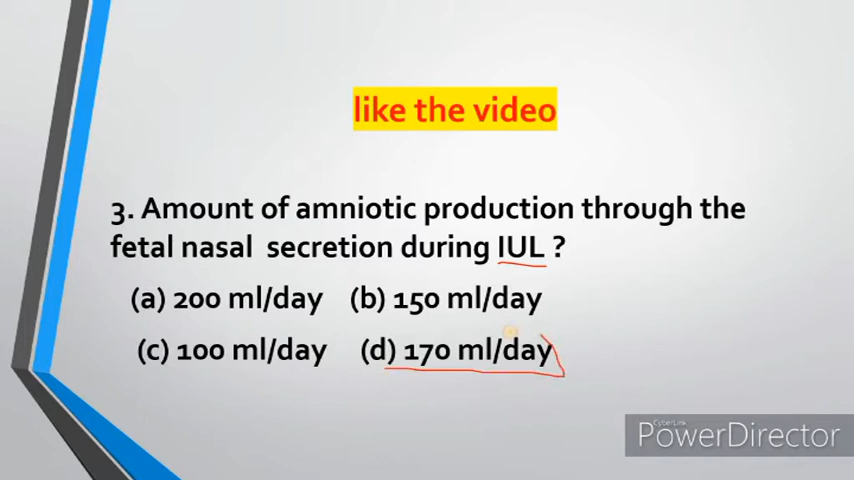 like the video
3. Amount of amniotic production through the
fetal nasal secretion during IUL ?
(a) 200 ml/day (b) 150 ml/day
(c) 100 ml/day (d) 170 ml/day
CyberLink
PowerDirector